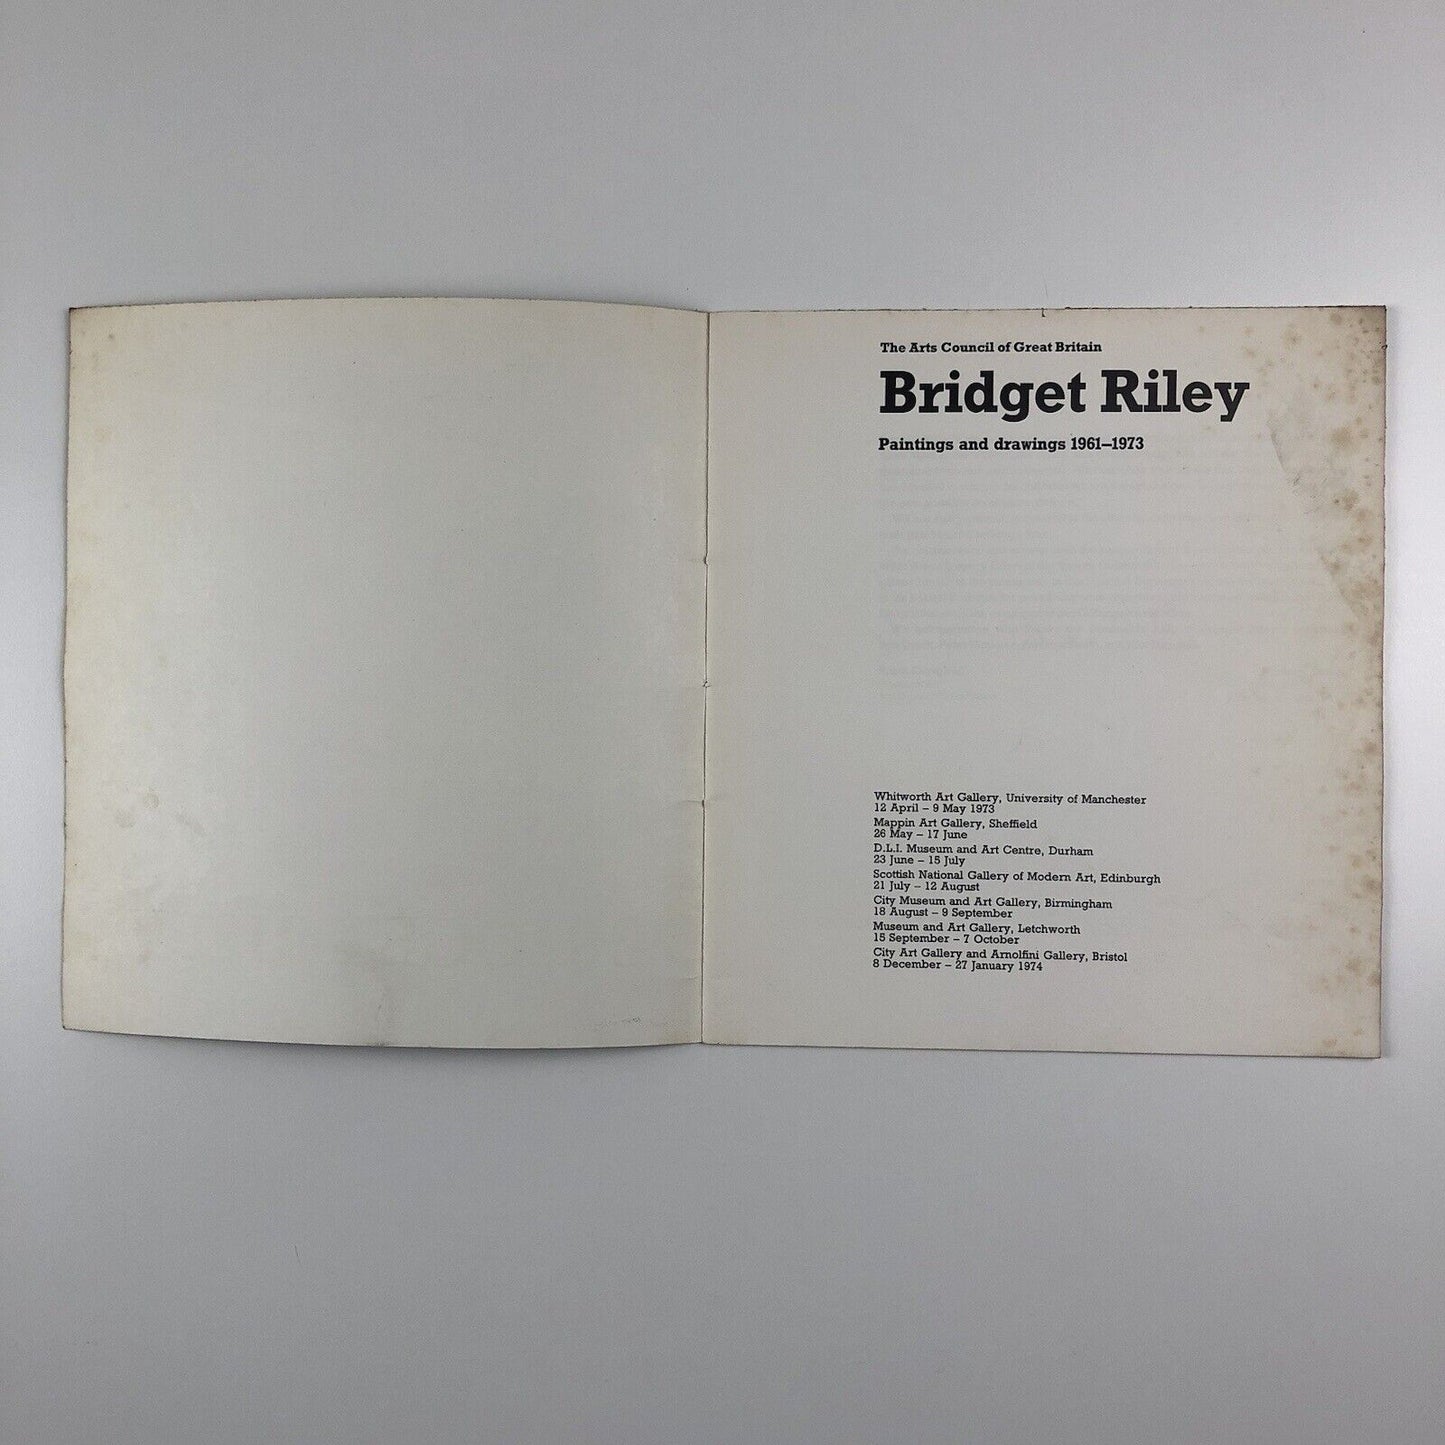 The Arts Council of Great Britain
Bridget Riley
Paintings and drawings 1961–1973
Whitworth Art Gallery, University of Manchester
12 April – 9 May 1973
Mappin Art Gallery, Sheffield
26 May – 17 June
D.L.I. Museum and Art Centre, Durham
23 June – 15 July
Scottish National Gallery of Modern Art, Edinburgh
21 July – 12 August
City Museum and Art Gallery, Birmingham
18 August – 9 September
Museum and Art Gallery, Letchworth
15 September – 7 October
City Art Gallery and Arnolfini Gallery, Bristol
8 December – 27 January 1974